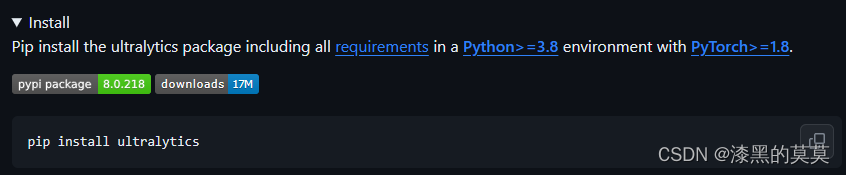 ▼ Install
Pip install the ultralytics package including all requirements in a Python>=3.8 environment with PyTorch>=1.8.
pypi package 8.0.218 downloads 17M
pip install ultralytics
CSDN @漆黑的莫莫